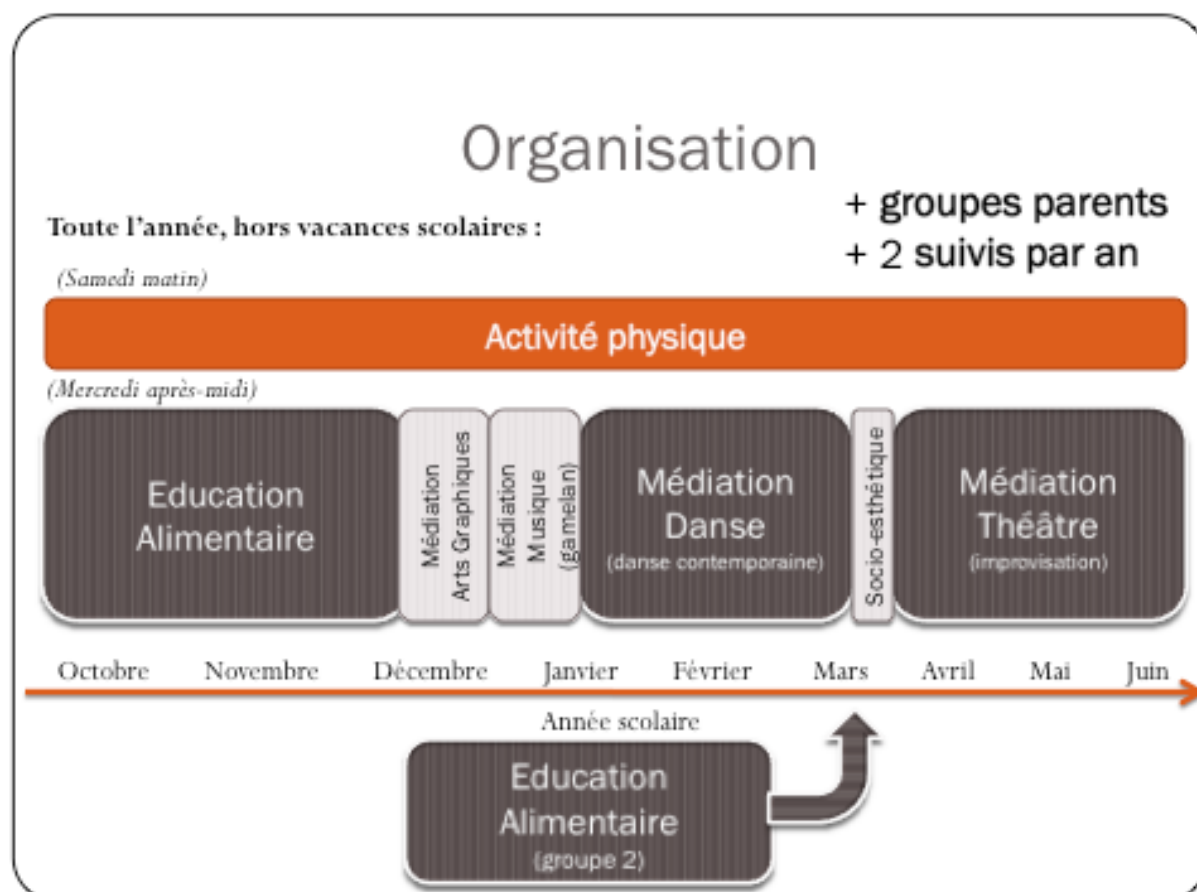 Organisation
+ groupes parents
+ 2 suivis par an
Toute l'année, hors vacances scolaires :
(Samedi matin)
Activité physique
(Mercredi après-midi)
Education
Alimentaire
Médiation
Arts Graphiques
Médiation
Musique
(gamelan)
Médiation
Danse
(danse contemporaine)
Socio-esthétique
Médiation
Théâtre
(improvisation)
Octobre Novembre Décembre Janvier Février Mars Avril Mai Juin
Année scolaire
Education
Alimentaire
(groupe 2)